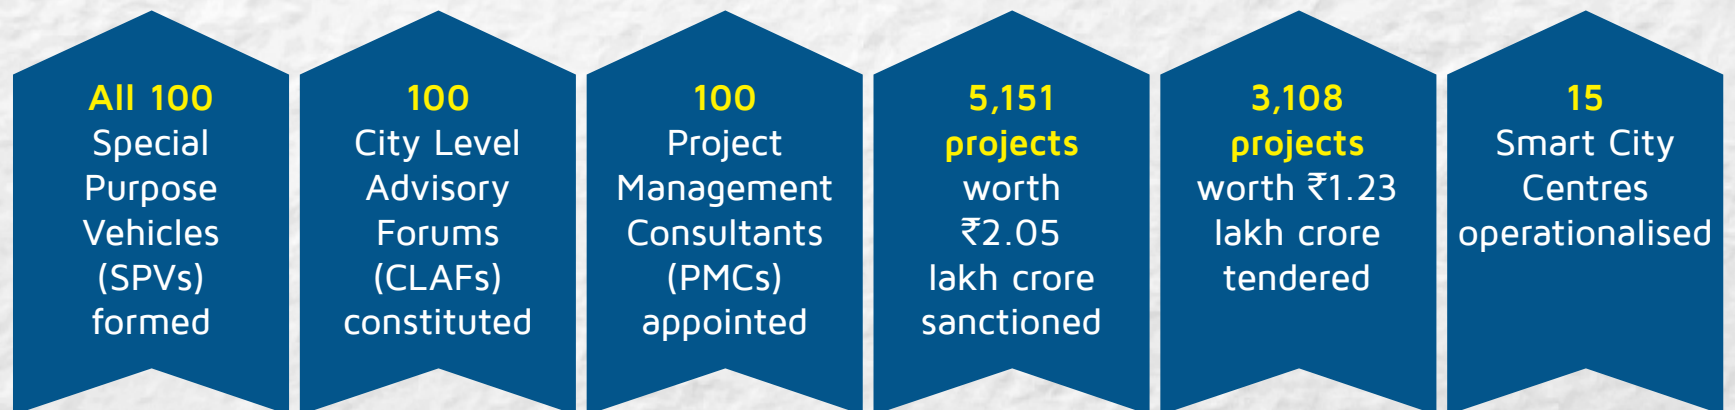 All 100
Special
Purpose
Vehicles
(SPVs)
formed
100
City Level
Advisory
Forums
(CLAFs)
constituted
100
Project
Management
Consultants
(PMCs)
appointed
5,151
projects
worth
₹2.05
lakh crore
sanctioned
3,108
projects
worth ₹1.23
lakh crore
tendered
15
Smart City
Centres
operationalised